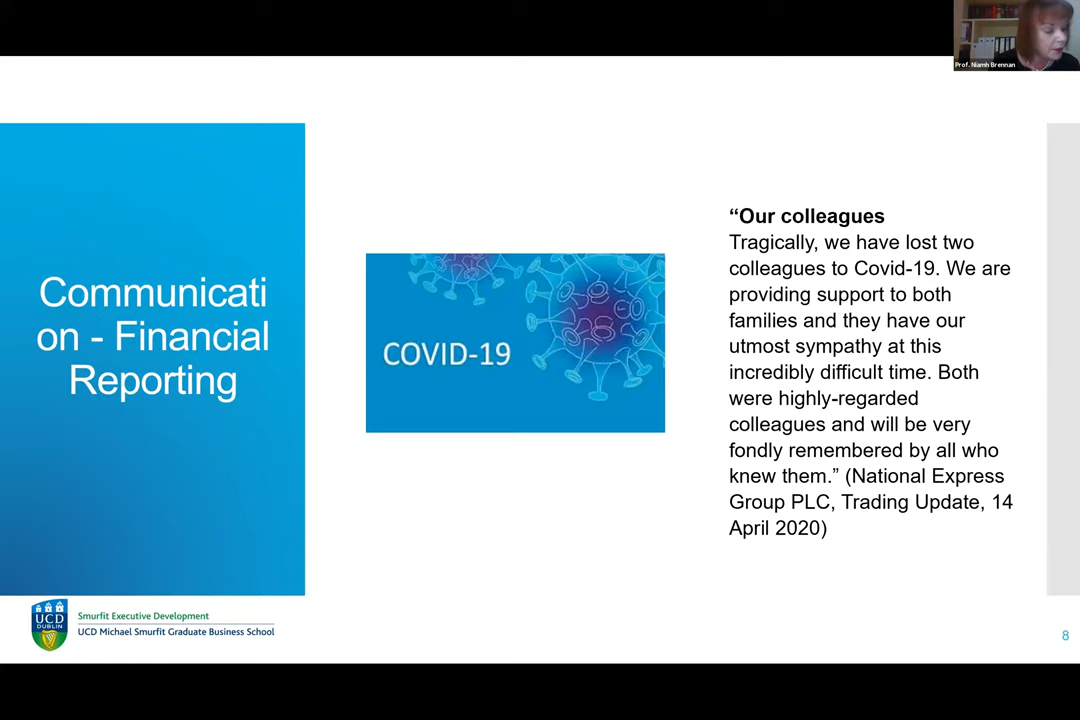 Prof. Niamh Brennan
Communicati
on - Financial
Reporting
COVID-19
“Our colleagues
Tragically, we have lost two
colleagues to Covid-19. We are
providing support to both
families and they have our
utmost sympathy at this
incredibly difficult time. Both
were highly-regarded
colleagues and will be very
fondly remembered by all who
knew them.” (National Express
Group PLC, Trading Update, 14
April 2020)
UCD
DUBLIN
Smurfit Executive Development
UCD Michael Smurfit Graduate Business School
8